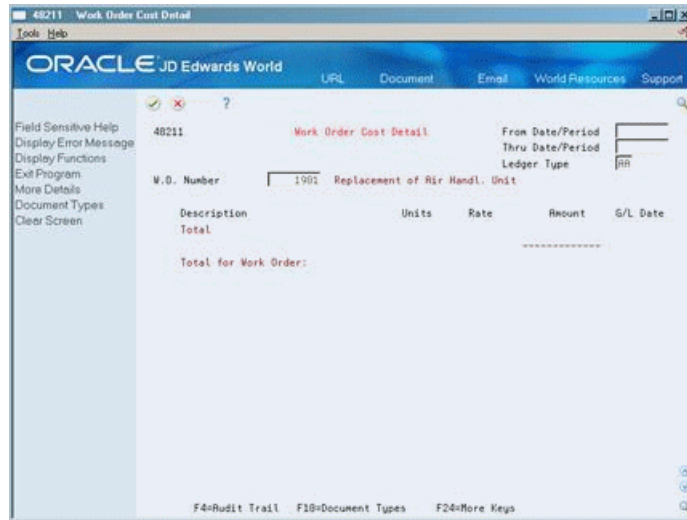 48211 Work Order Cost Detail
Tools Help
ORACLE JD Edwards World
URL Document Email World Resources Support
?
Field Sensitive Help
Display Error Message
Display Functions
Exit Program
More Details
Document Types
Clear Screen
48211 Work Order Cost Detail From Date/Period
Thru Date/Period
Ledger Type AA
W.O. Number 1901 Replacement of Air Handl. Unit
Description Units Rate Amount G/L Date
Total
-------------
Total for Work Order:
F4=Audit Trail F18=Document Types F24=More Keys